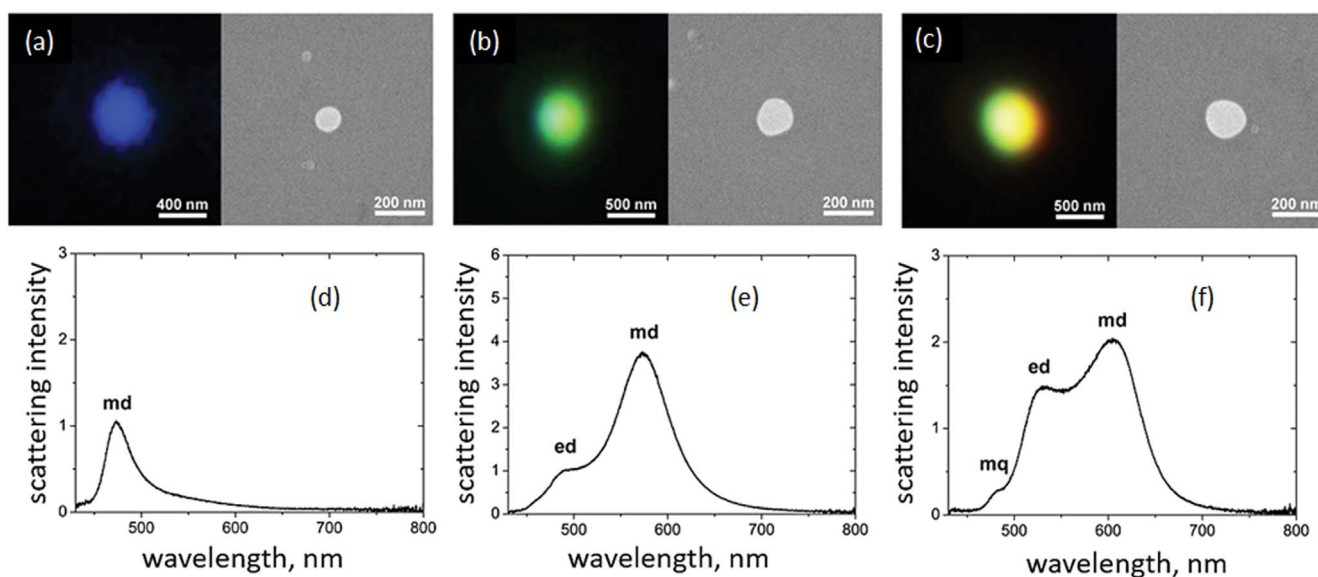 (a)
400 nm
200 nm
(b)
500 nm
200 nm
(c)
500 nm
200 nm
3
2
1
0
scattering intensity
(d)
md
500
600
700
800
wavelength, nm
6
5
4
3
2
1
0
scattering intensity
(e)
ed
md
500
600
700
800
wavelength, nm
3
2
1
0
scattering intensity
(f)
mq
ed
md
500
600
700
800
wavelength, nm